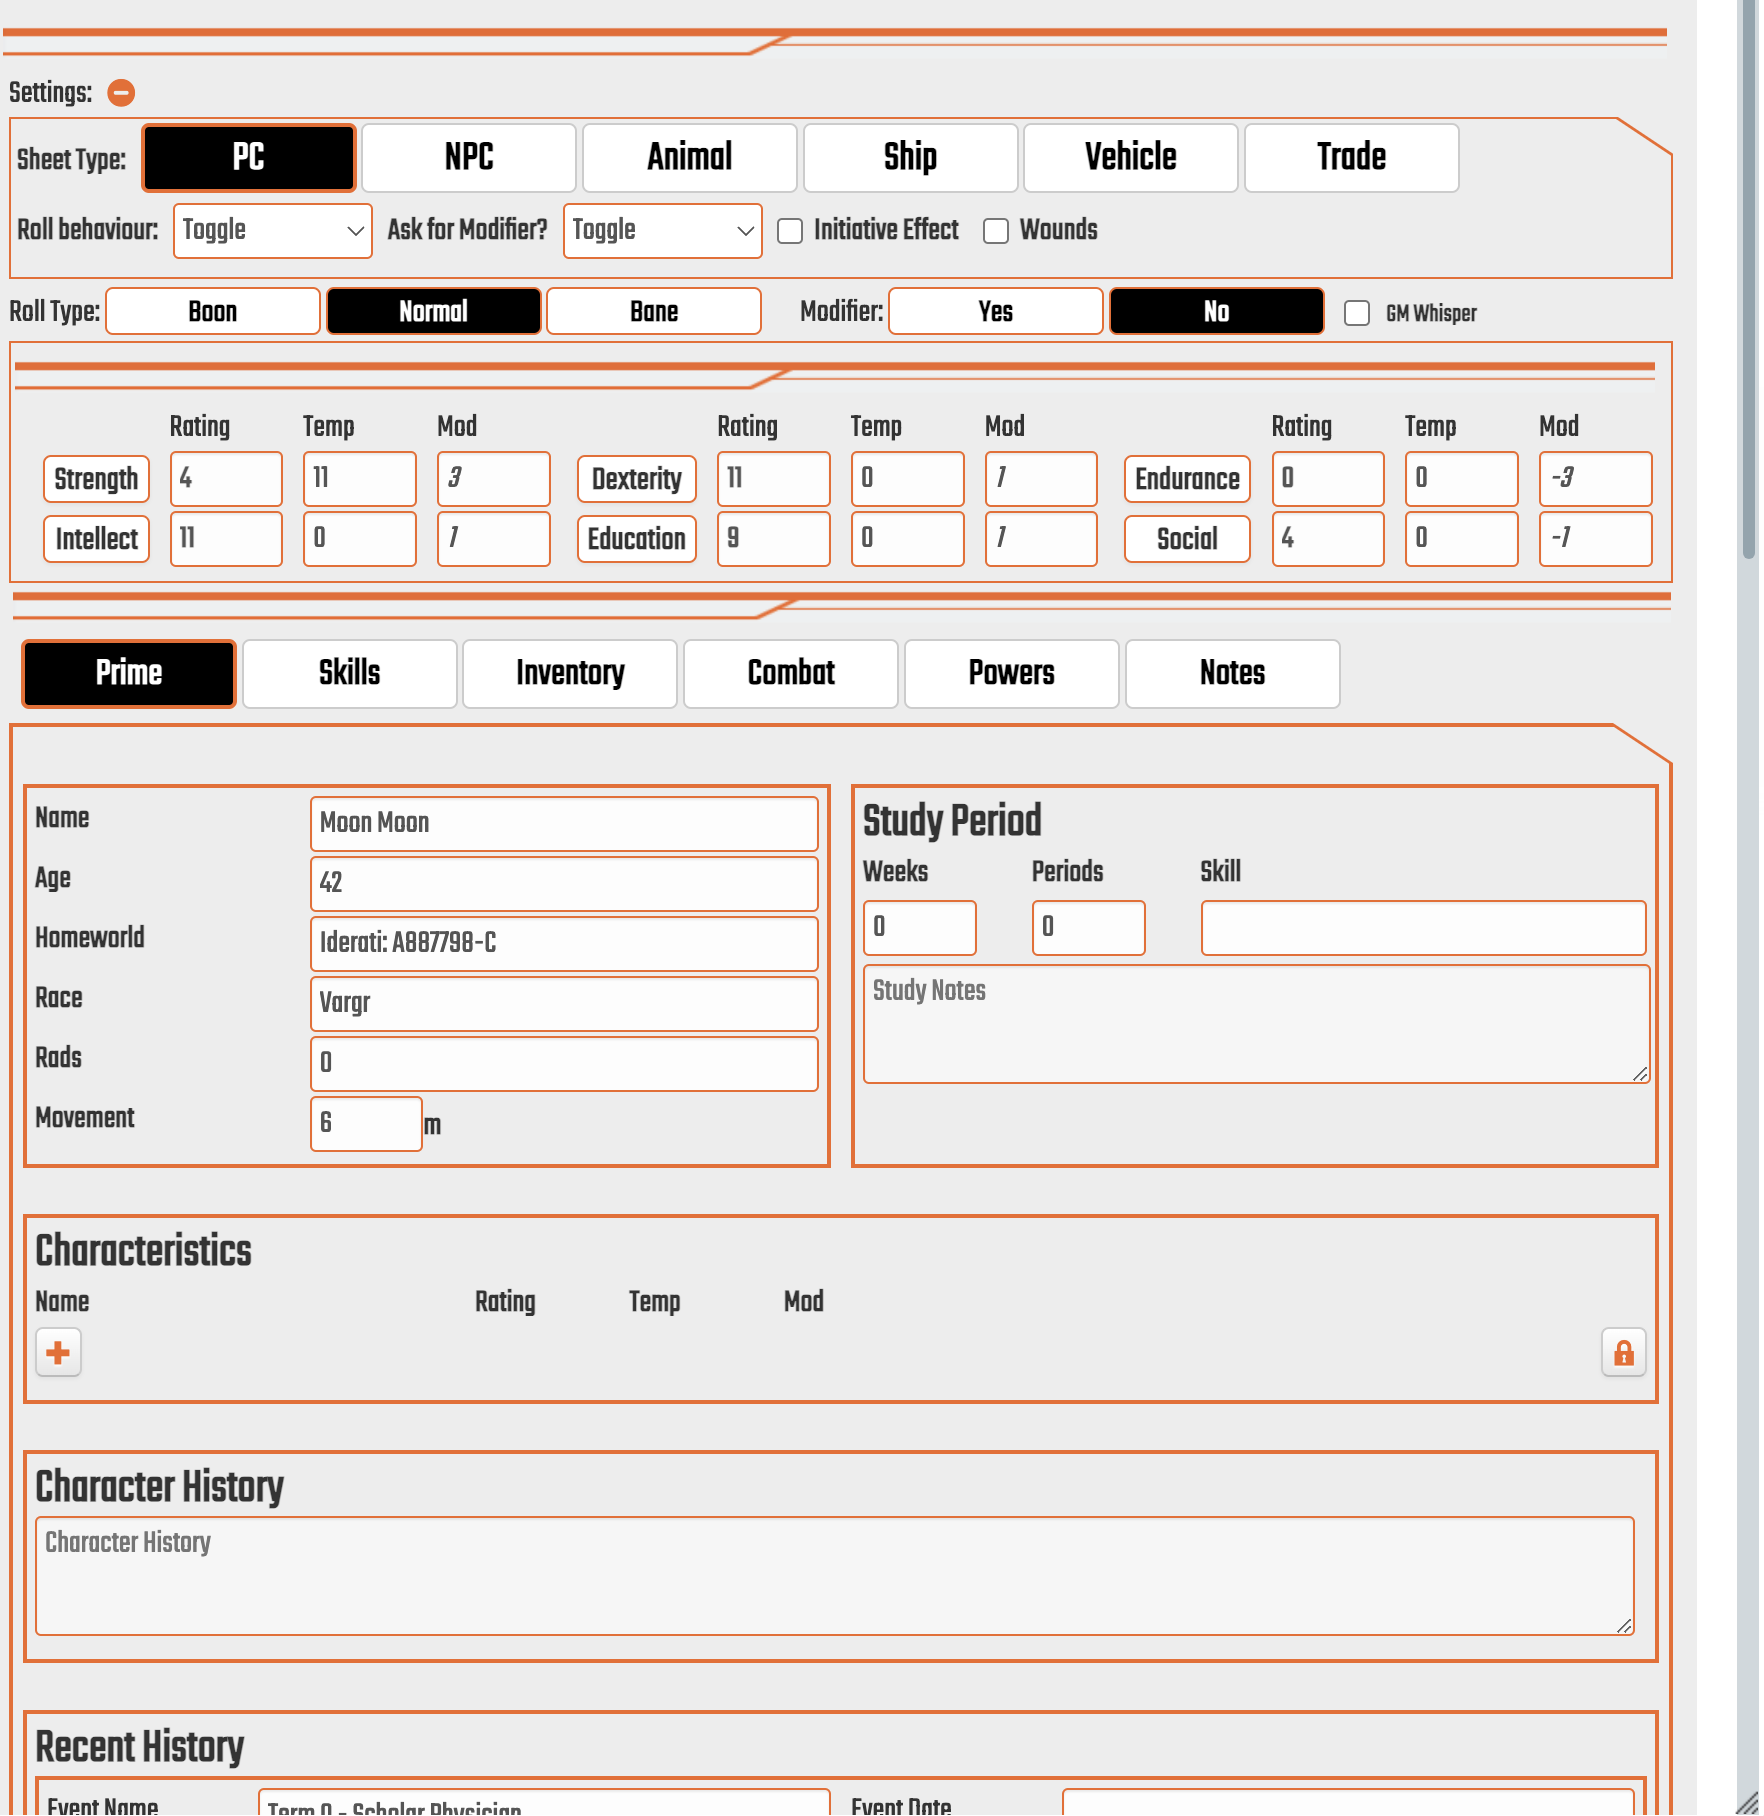 Settings:
Sheet Type: PC NPC Animal Ship Vehicle Trade
Roll behaviour: Toggle Ask for Modifier? Toggle Initiative Effect Wounds
Roll Type: Boon Normal Bane Modifier: Yes No GM Whisper
Rating Temp Mod Rating Temp Mod Rating Temp Mod
Strength 4 11 3 Dexterity 11 0 1 Endurance 0 0 -3
Intellect 11 0 1 Education 9 0 1 Social 4 0 -1
Prime Skills Inventory Combat Powers Notes
Name Moon Moon
Age 42
Homeworld Iderati: A887798-C
Race Vargr
Rads 0
Movement 6 m
Study Period
Weeks Periods Skill
0 0
Study Notes
Characteristics
Name Rating Temp Mod
Character History
Character History
Recent History
Event Name Term 0 - Scholar Physician Event Date